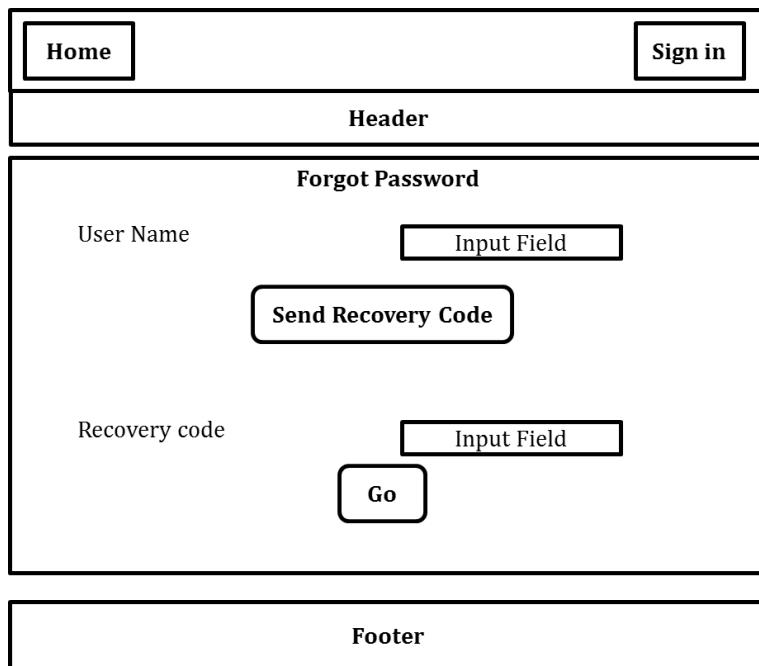 Home
Sign in
Header
Forgot Password
User Name
Input Field
Send Recovery Code
Recovery code
Input Field
Go
Footer